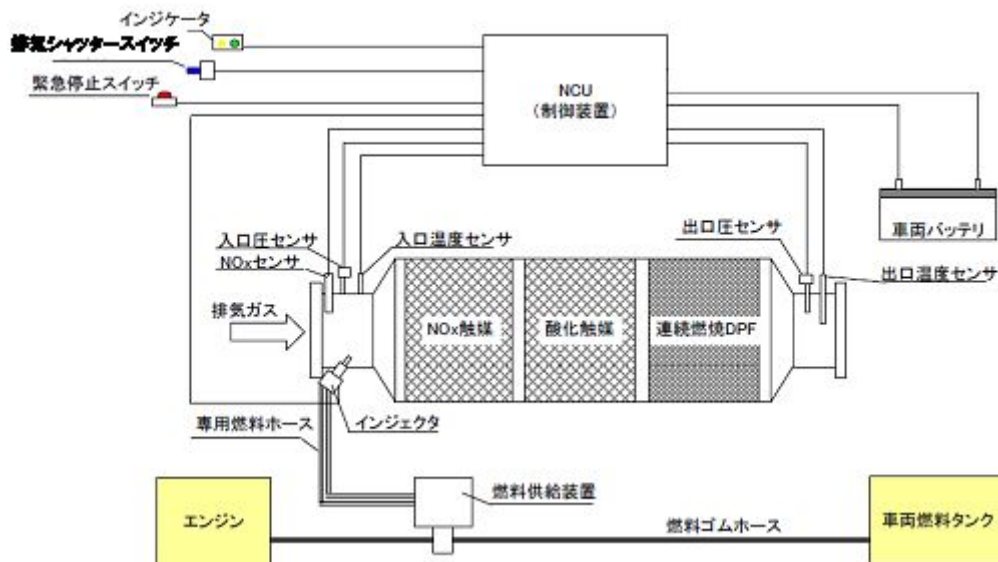 インジケータ
排気シャッタースイッチ
緊急停止スイッチ
NCU
(制御装置)
車両バッテリ
入口圧センサ
NOxセンサ
入口温度センサ
出口圧センサ
出口温度センサ
排気ガス
NOx触媒
酸化触媒
連続燃焼DPF
専用燃料ホース
インジェクタ
燃料供給装置
エンジン
燃料ゴムホース
車両燃料タンク